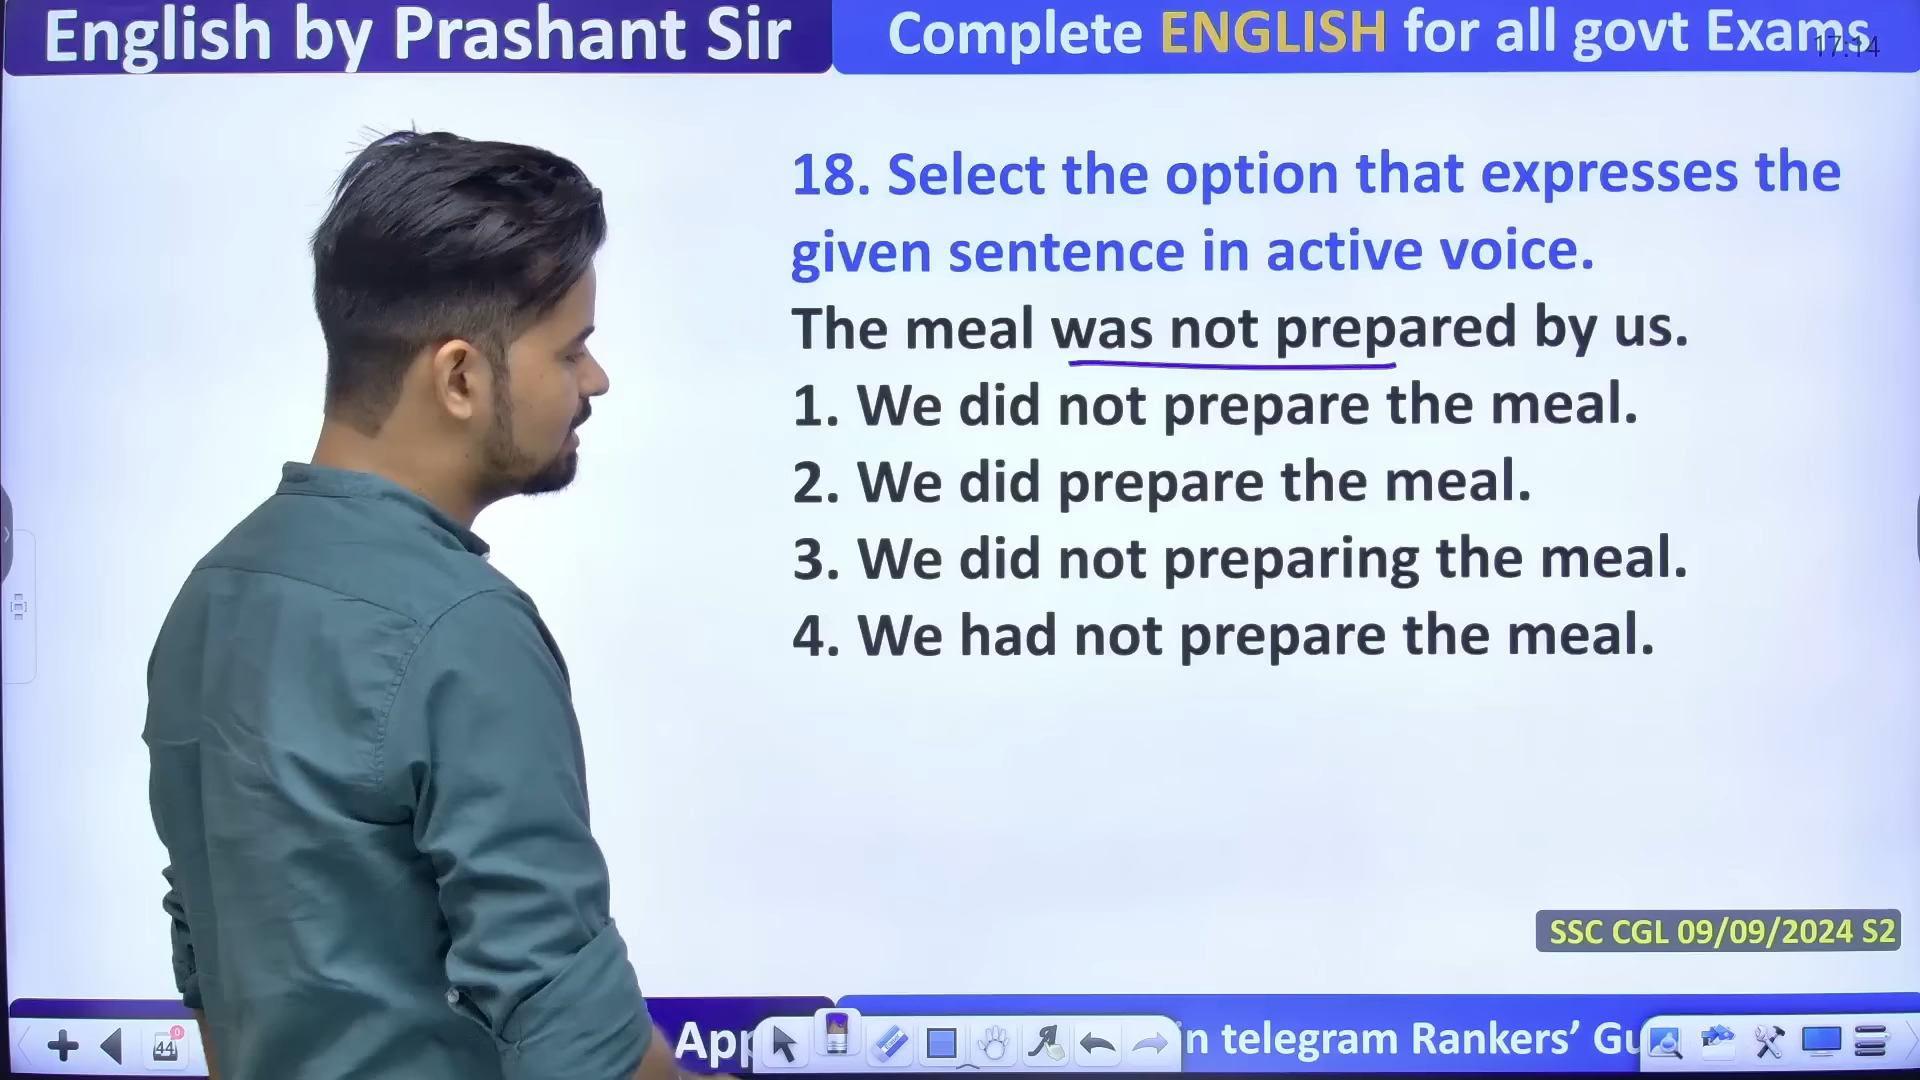 English by Prashant Sir
Complete ENGLISH for all govt Exams
17:14
18. Select the option that expresses the
given sentence in active voice.
The meal was not prepared by us.
1. We did not prepare the meal.
2. We did prepare the meal.
3. We did not preparing the meal.
4. We had not prepare the meal.
SSC CGL 09/09/2024 S2
44
0
App
in telegram Rankers’ Gu